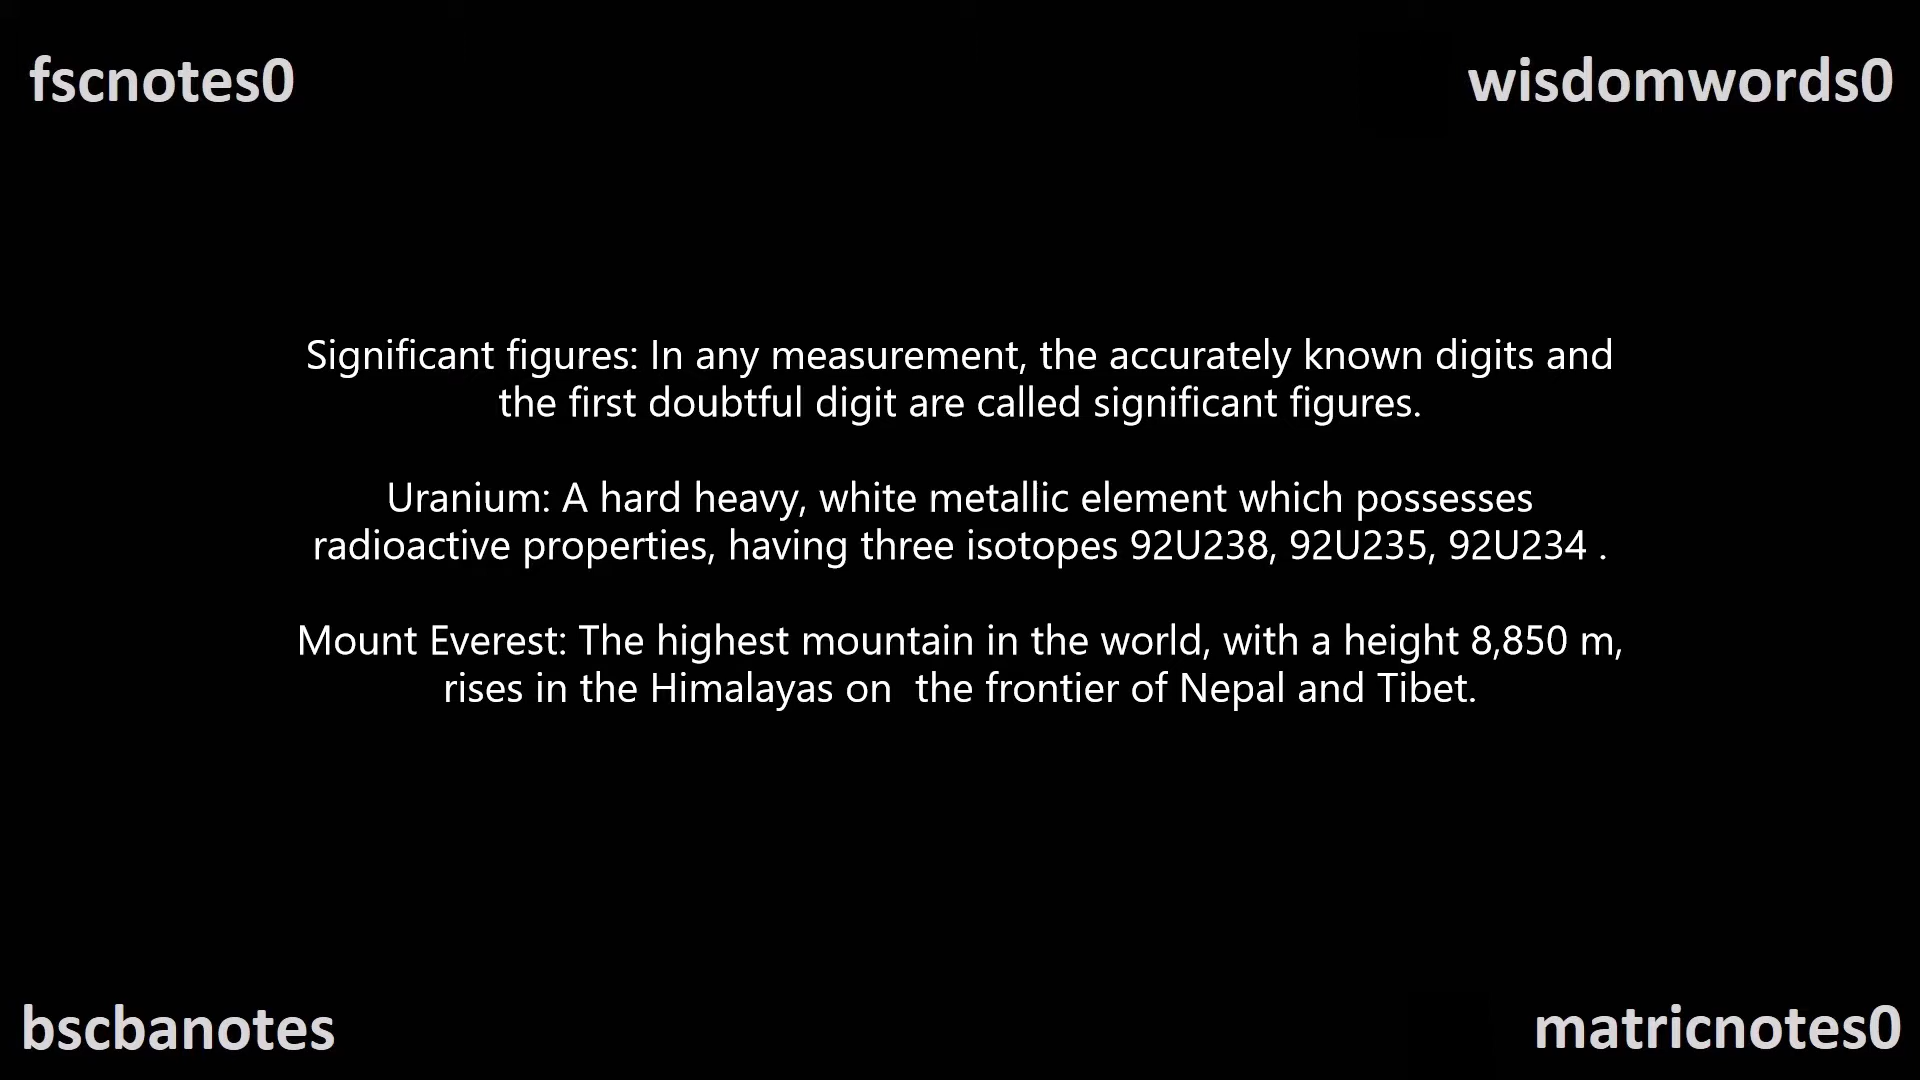 fscnotes0
wisdomwords0
Significant figures: In any measurement, the accurately known digits and
the first doubtful digit are called significant figures.
Uranium: A hard heavy, white metallic element which possesses
radioactive properties, having three isotopes 92U238, 92U235, 92U234 .
Mount Everest: The highest mountain in the world, with a height 8,850 m,
rises in the Himalayas on  the frontier of Nepal and Tibet.
bscbanotes
matricnotes0